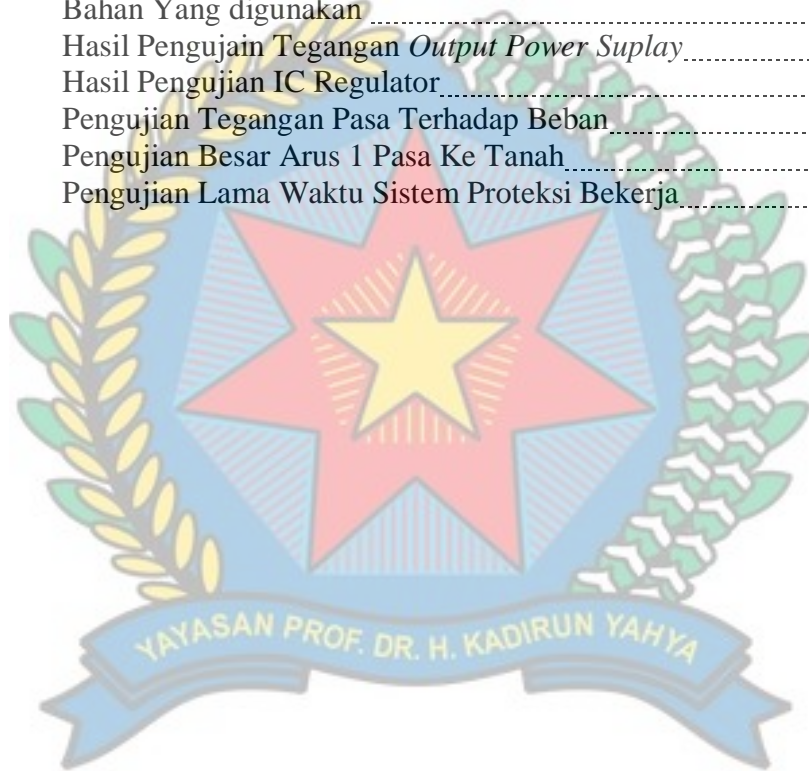 Bahan Yang digunakan
Hasil Pengujain Tegangan Output Power Suplay
Hasil Pengujian IC Regulator
Pengujian Tegangan Pasa Terhadap Beban
Pengujian Besar Arus 1 Pasa Ke Tanah
Pengujian Lama Waktu Sistem Proteksi Bekerja
YAYASAN PROF. DR. H. KADIRUN YAHYA